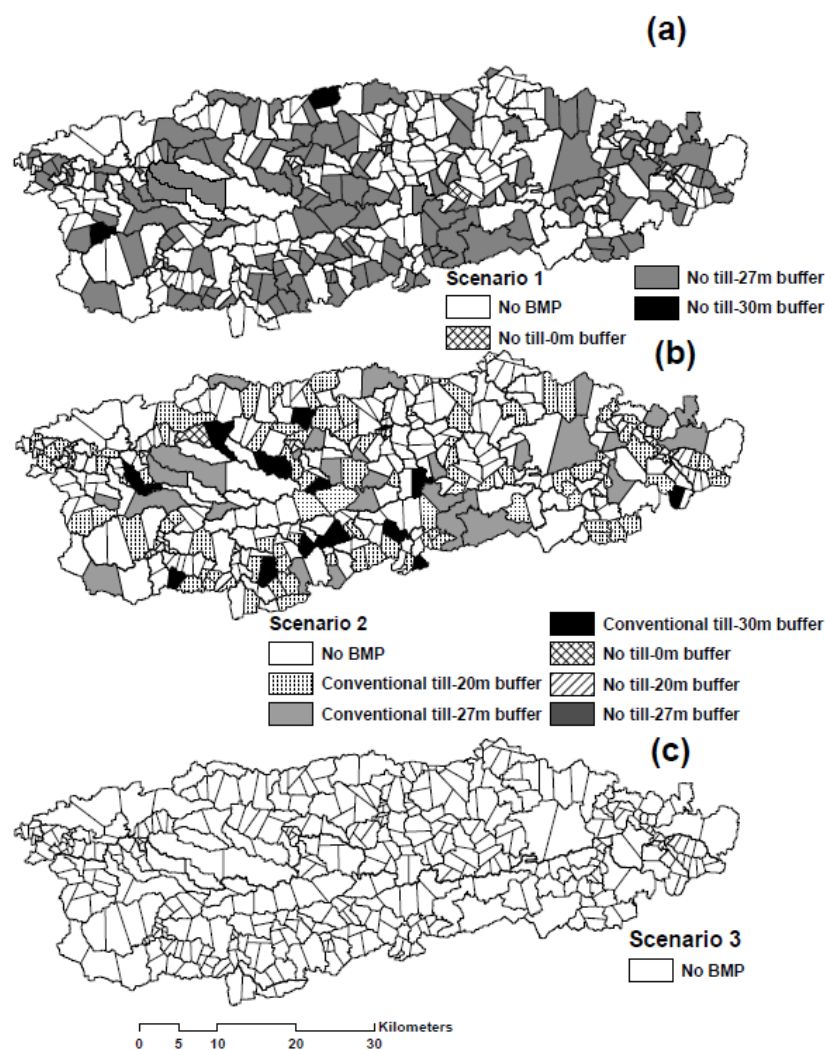 (a)
Scenario 1
No BMP
No till-0m buffer
No till-27m buffer
No till-30m buffer
(b)
Scenario 2
No BMP
Conventional till-20m buffer
Conventional till-27m buffer
Conventional till-30m buffer
No till-0m buffer
No till-20m buffer
No till-27m buffer
(c)
Scenario 3
No BMP
Kilometers
0 5 10 20 30